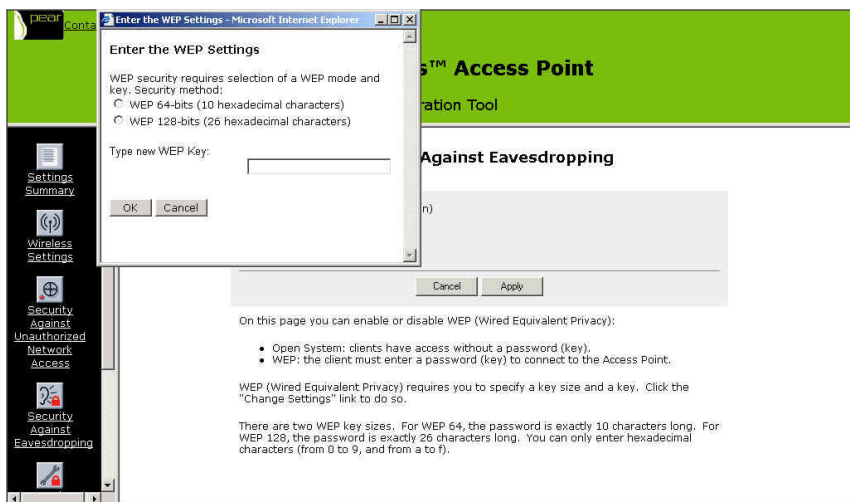 pear
Conta
Enter the WEP Settings - Microsoft Internet Explorer
Enter the WEP Settings
WEP security requires selection of a WEP mode and
key. Security method:
WEP 64-bits (10 hexadecimal characters)
WEP 128-bits (26 hexadecimal characters)
Type new WEP Key:
OK Cancel
s™ Access Point
ration Tool
Settings
Summary
Wireless
Settings
Security
Against
Unauthorized
Network
Access
Security
Against
Eavesdropping
Against Eavesdropping
n)
Cancel Apply
On this page you can enable or disable WEP (Wired Equivalent Privacy):
• Open System: clients have access without a password (key).
• WEP: the client must enter a password (key) to connect to the Access Point.
WEP (Wired Equivalent Privacy) requires you to specify a key size and a key. Click the
"Change Settings" link to do so.
There are two WEP key sizes. For WEP 64, the password is exactly 10 characters long. For
WEP 128, the password is exactly 26 characters long. You can only enter hexadecimal
characters (from 0 to 9, and from a to f).